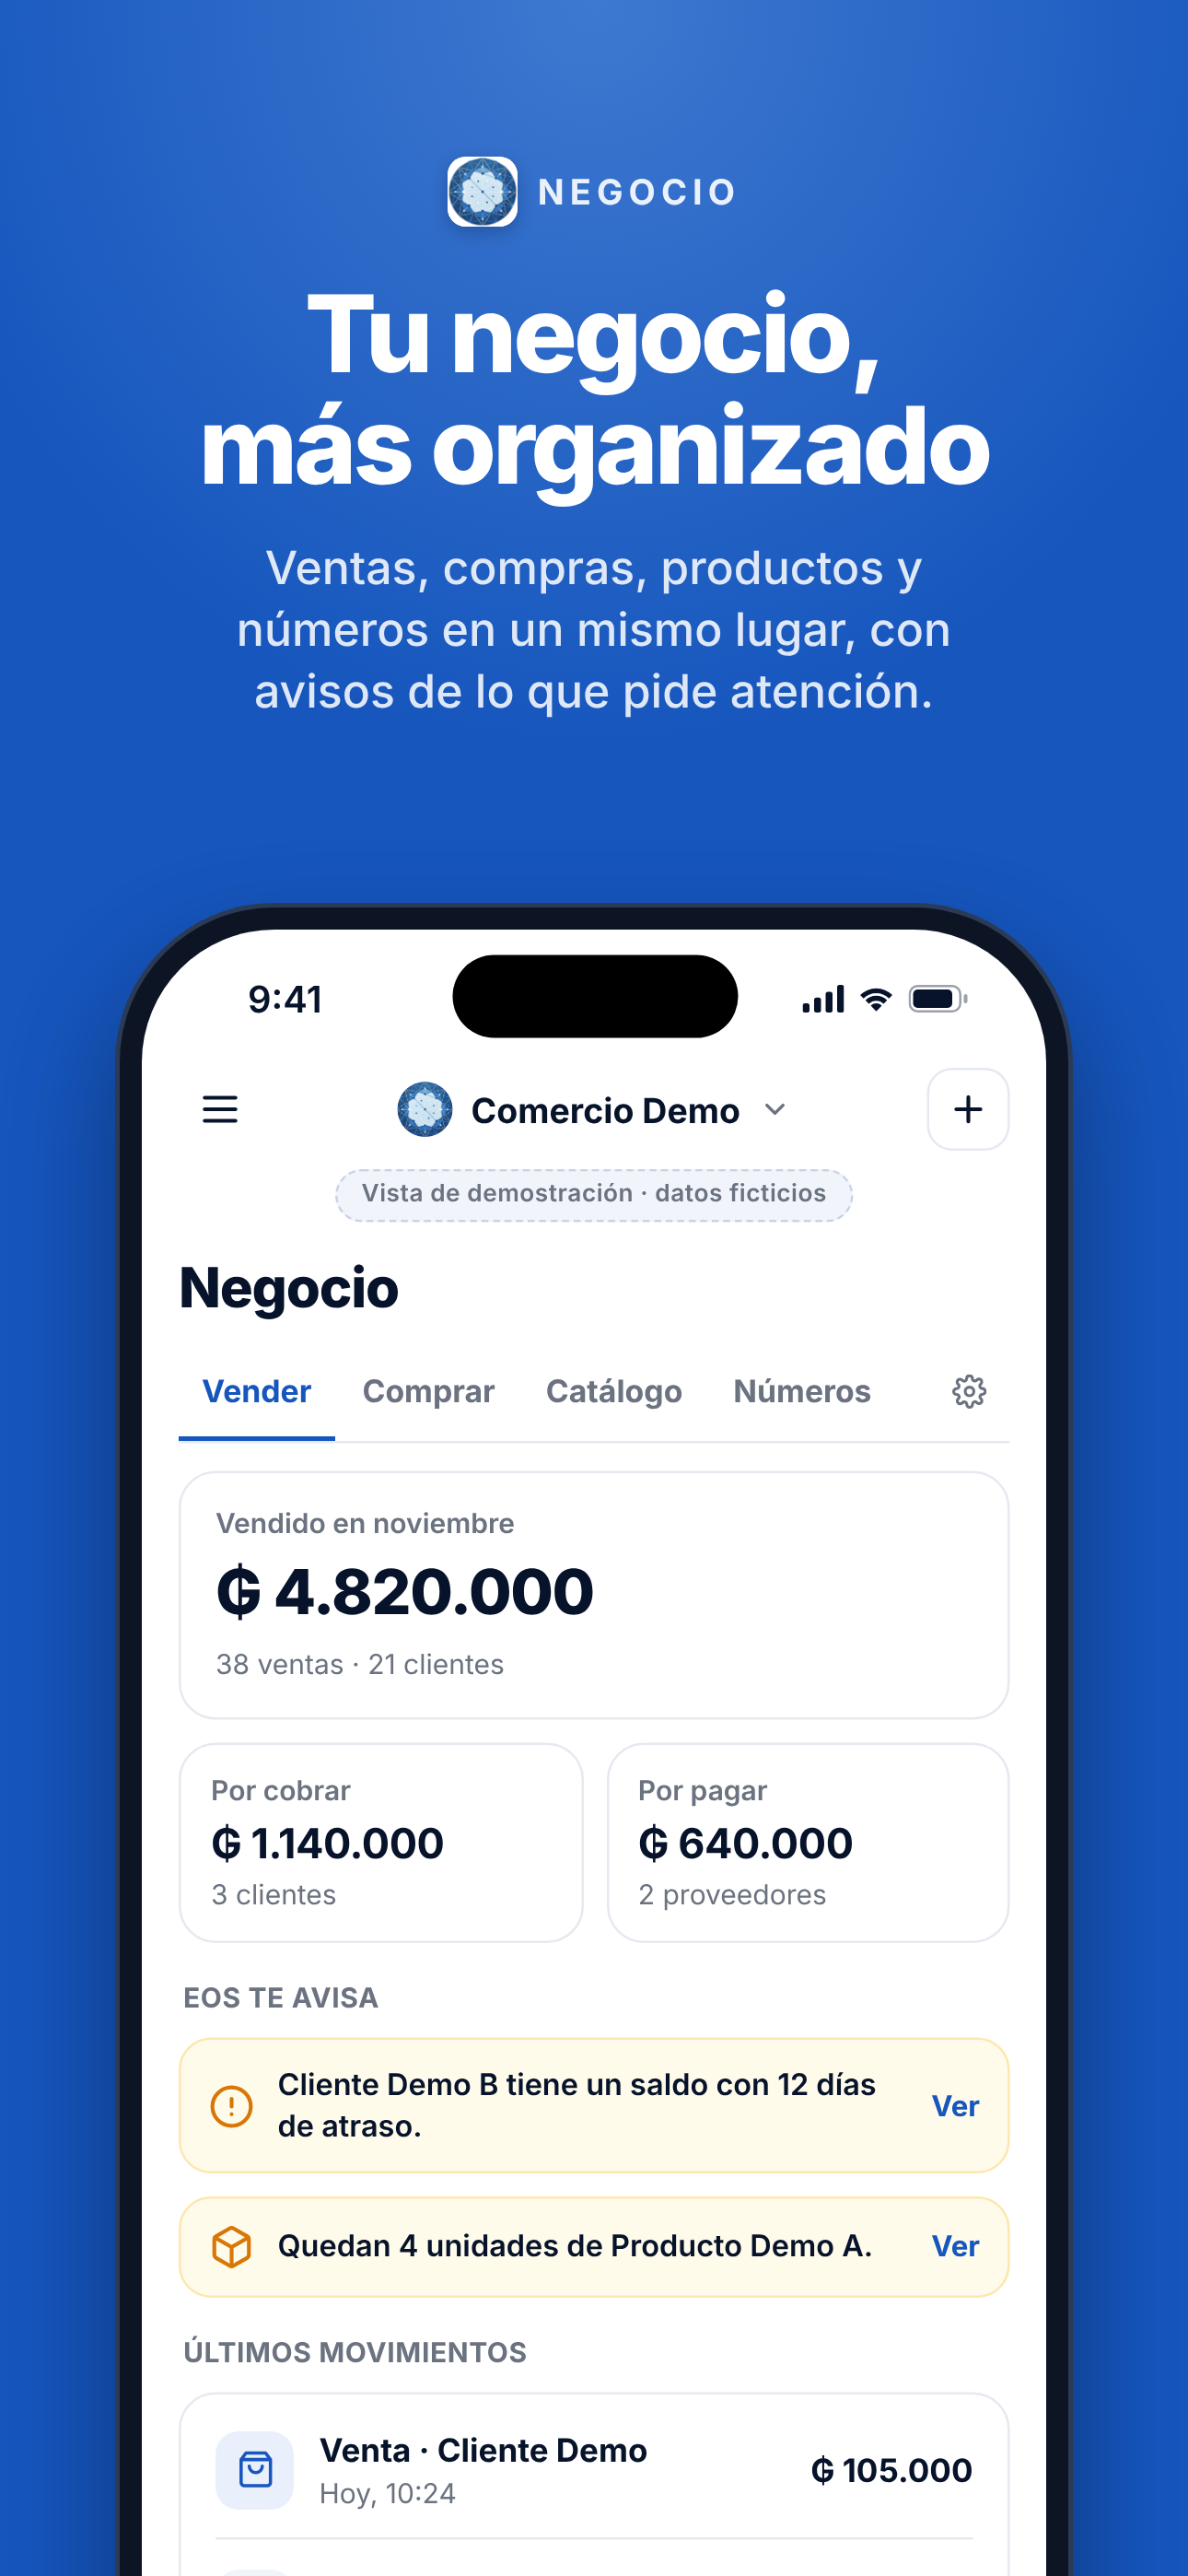 NEGOCIO
Tu negocio,
más organizado
Ventas, compras, productos y
números en un mismo lugar, con
avisos de lo que pide atención.
9:41
Comercio Demo
Vista de demostración · datos ficticios
Negocio
Vender Comprar Catálogo Números
Vendido en noviembre
₲ 4.820.000
38 ventas · 21 clientes
Por cobrar
₲ 1.140.000
3 clientes
Por pagar
₲ 640.000
2 proveedores
EOS TE AVISA
Cliente Demo B tiene un saldo con 12 días
de atraso.
Ver
Quedan 4 unidades de Producto Demo A.
Ver
ÚLTIMOS MOVIMIENTOS
Venta · Cliente Demo
Hoy, 10:24
₲ 105.000